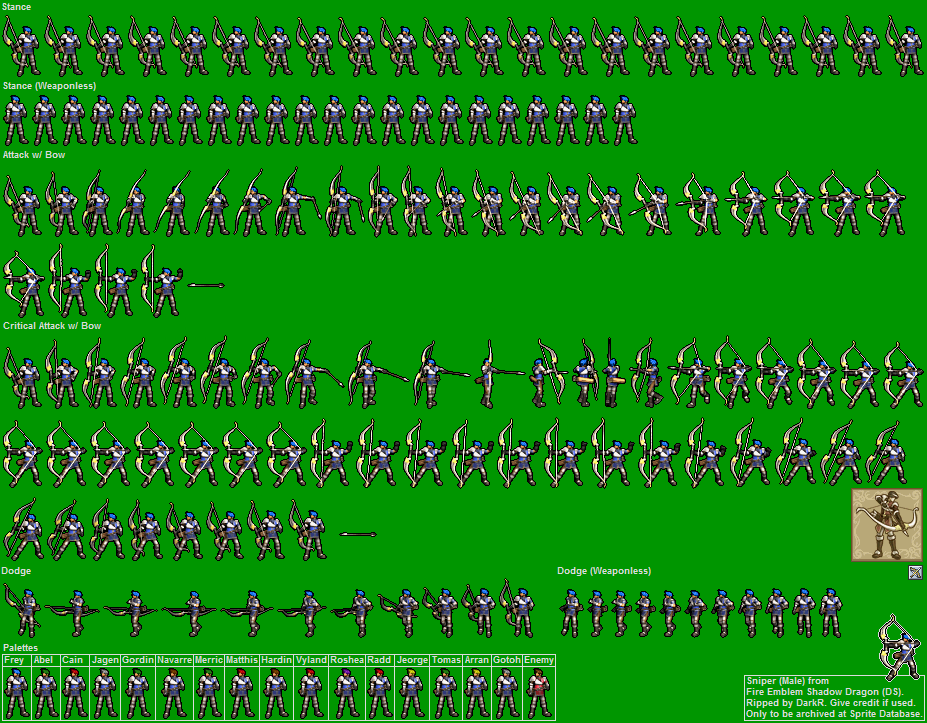 Stance
Stance (Weaponless)
Attack w/ Bow
Critical Attack w/ Bow
Dodge
Dodge (Weaponless)
Palettes
Frey Abel Cain Jagen Gordin Navarre Merric Matthis Hardin Vyland Roshea Radd Jeorge Tomas Arran Gotoh Enemy
Sniper (Male) from
Fire Emblem Shadow Dragon (DS).
Ripped by DarkR. Give credit if used.
Only to be archived at Sprite Database.